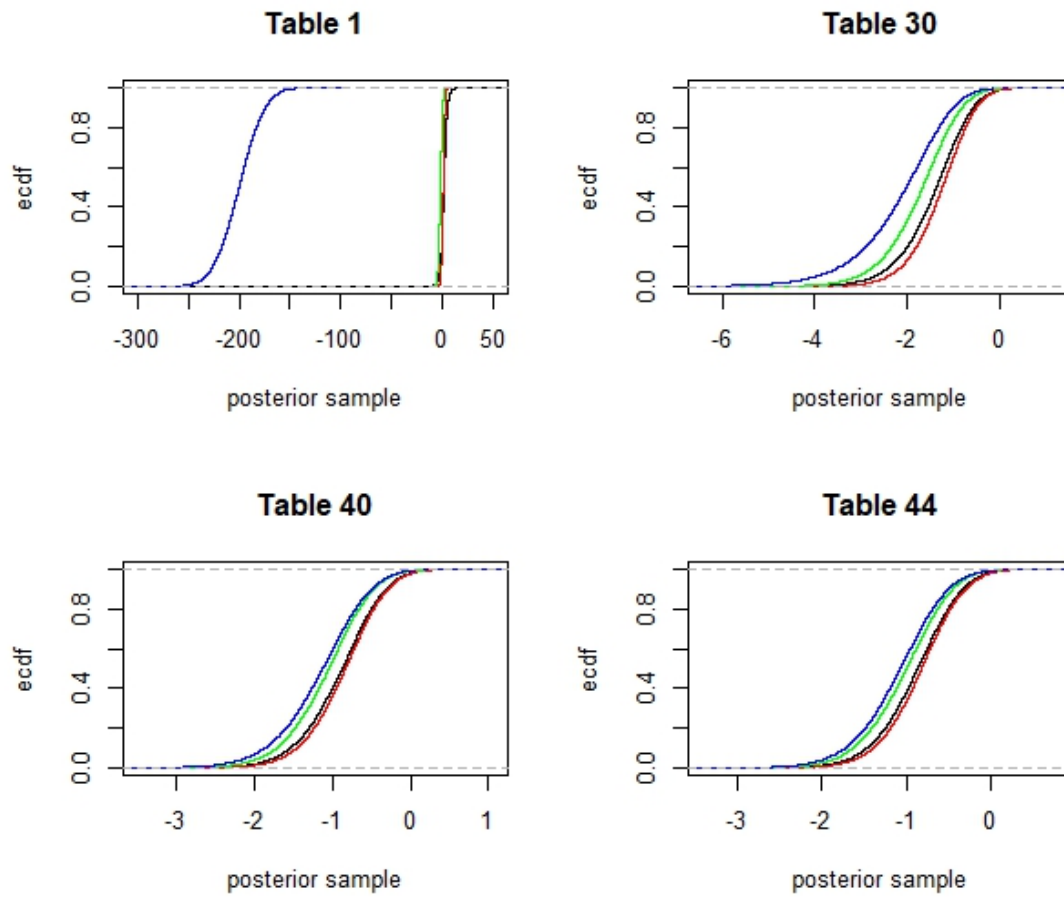 Table 1
ecdf
0.0 0.4 0.8
-300 -200 -100 0 50
posterior sample
Table 30
ecdf
0.0 0.4 0.8
-6 -4 -2 0
posterior sample
Table 40
ecdf
0.0 0.4 0.8
-3 -2 -1 0 1
posterior sample
Table 44
ecdf
0.0 0.4 0.8
-3 -2 -1 0
posterior sample